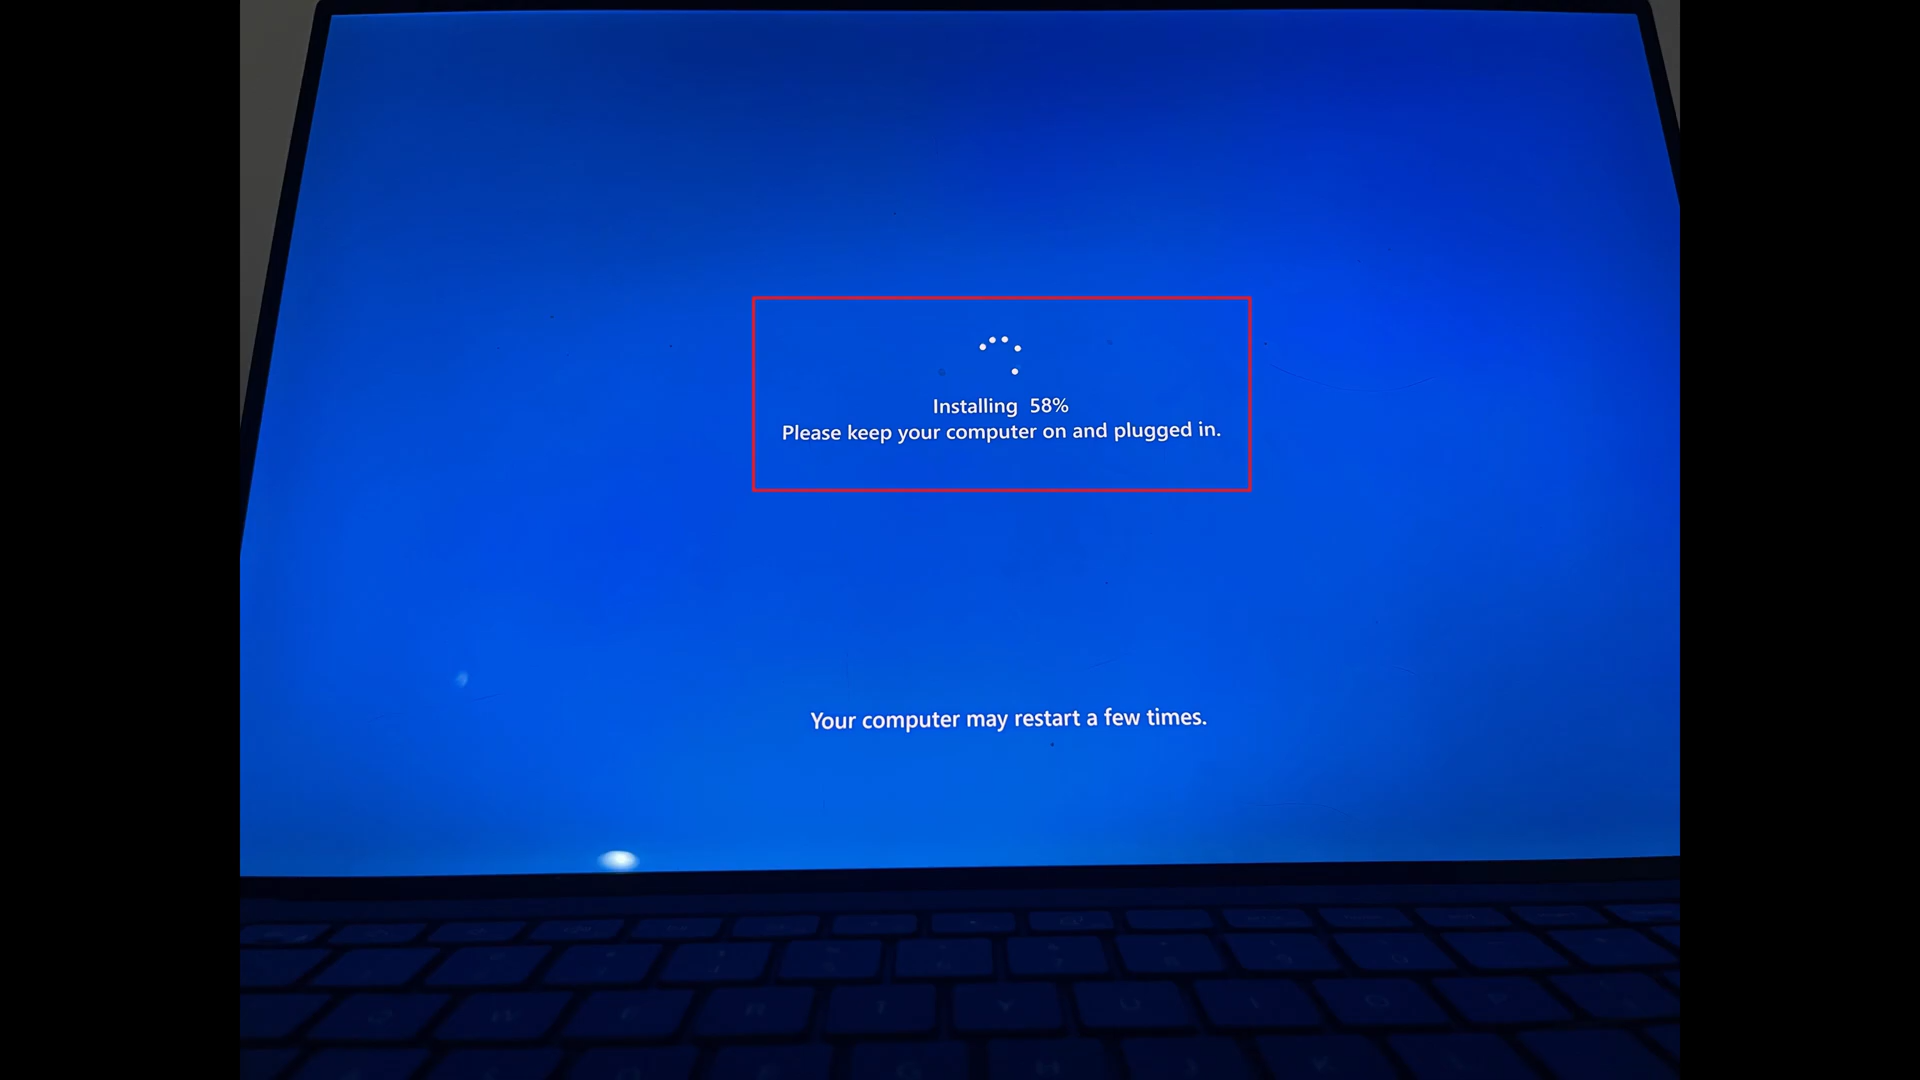 Installing 58%
Please keep your computer on and plugged in.
Your computer may restart a few times.